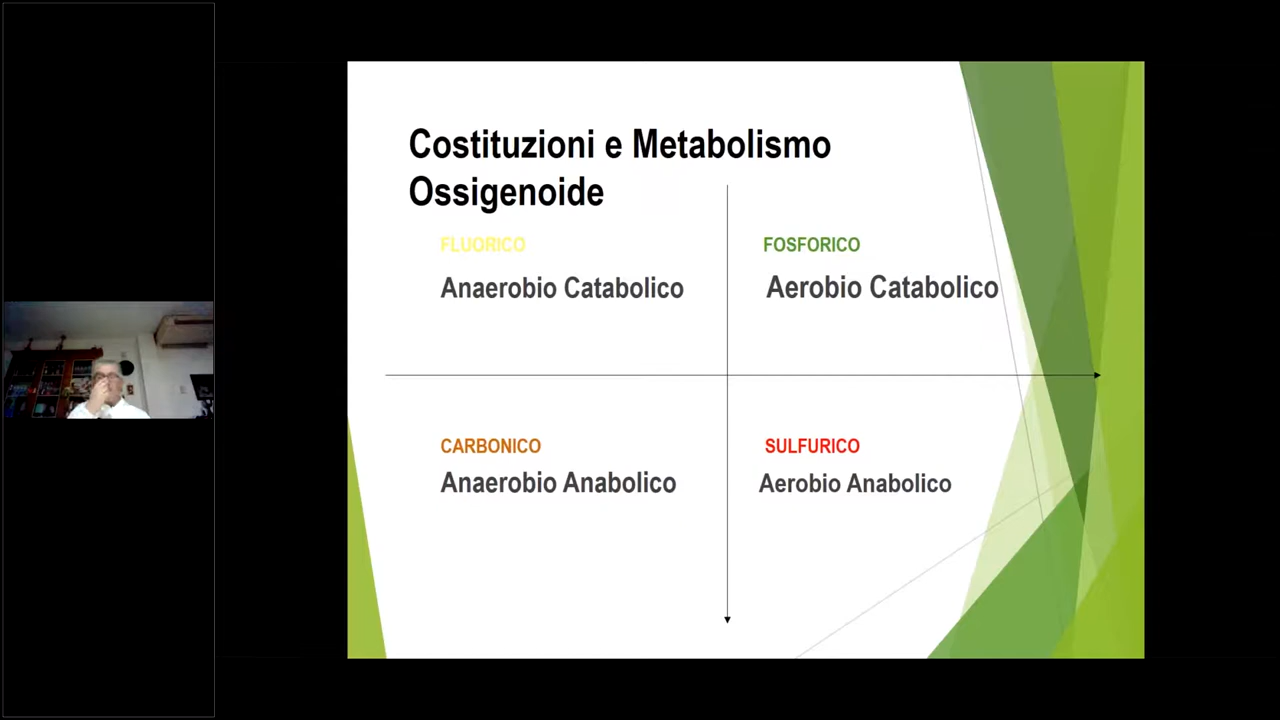 Costituzioni e Metabolismo
Ossigenoide
FLUORICO
FOSFORICO
Anaerobio Catabolico
Aerobio Catabolico
CARBONICO
SULFURICO
Anaerobio Anabolico
Aerobio Anabolico